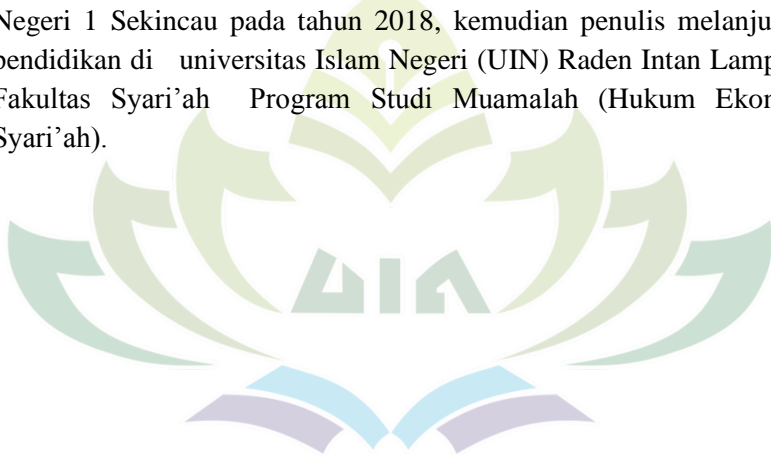 Negeri 1 Sekincau pada tahun 2018, kemudian penulis melanju
pendidikan di universitas Islam Negeri (UIN) Raden Intan Lamp
Fakultas Syari’ah Program Studi Muamalah (Hukum Ekon
Syari’ah).
UIN